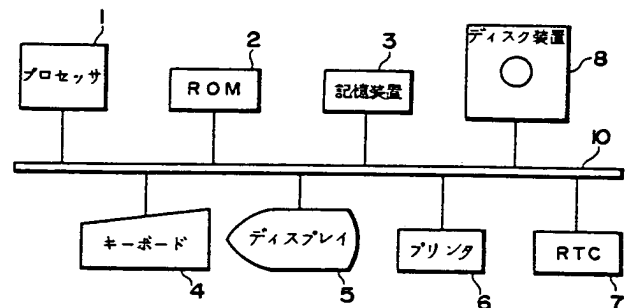 1
プロセッサ
2
ROM
3
記憶装置
ディスク装置
8
10
キーボード
4
ディスプレイ
5
プリンタ
6
RTC
7